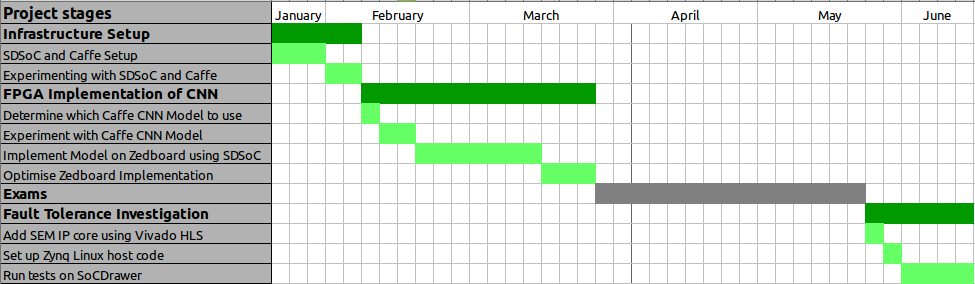 Project stages January February March April May June
Infrastructure Setup
SDSoC and Caffe Setup
Experimenting with SDSoC and Caffe
FPGA Implementation of CNN
Determine which Caffe CNN Model to use
Experiment with Caffe CNN Model
Implement Model on Zedboard using SDSoC
Optimise Zedboard Implementation
Exams
Fault Tolerance Investigation
Add SEM IP core using Vivado HLS
Set up Zynq Linux host code
Run tests on SoCDrawer